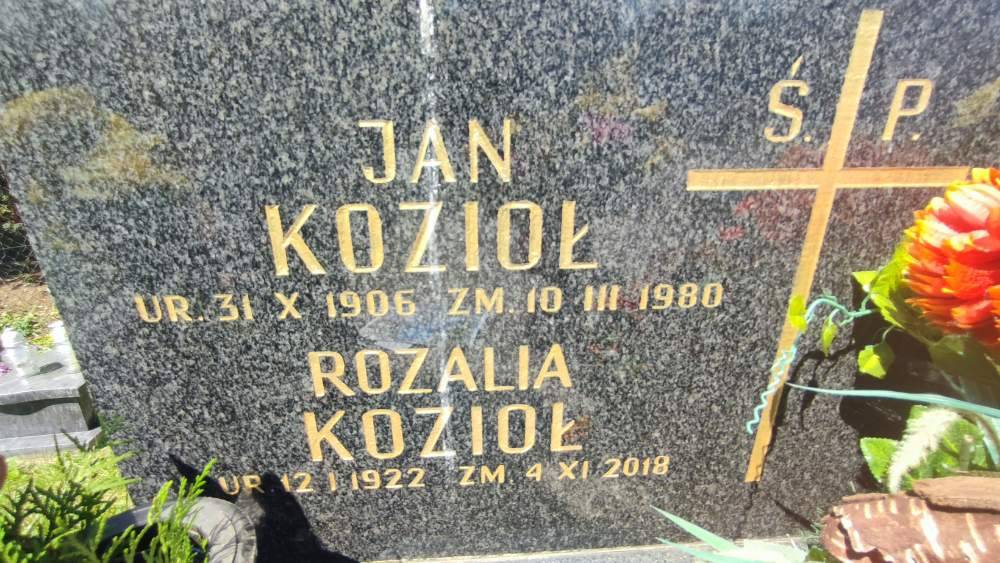 Ś. P.
JAN
KOZIOŁ
UR. 31 X 1906 ZM. 10 III 1980
ROZALIA
KOZIOŁ
UR. 12 I 1922 ZM. 4 XI 2018